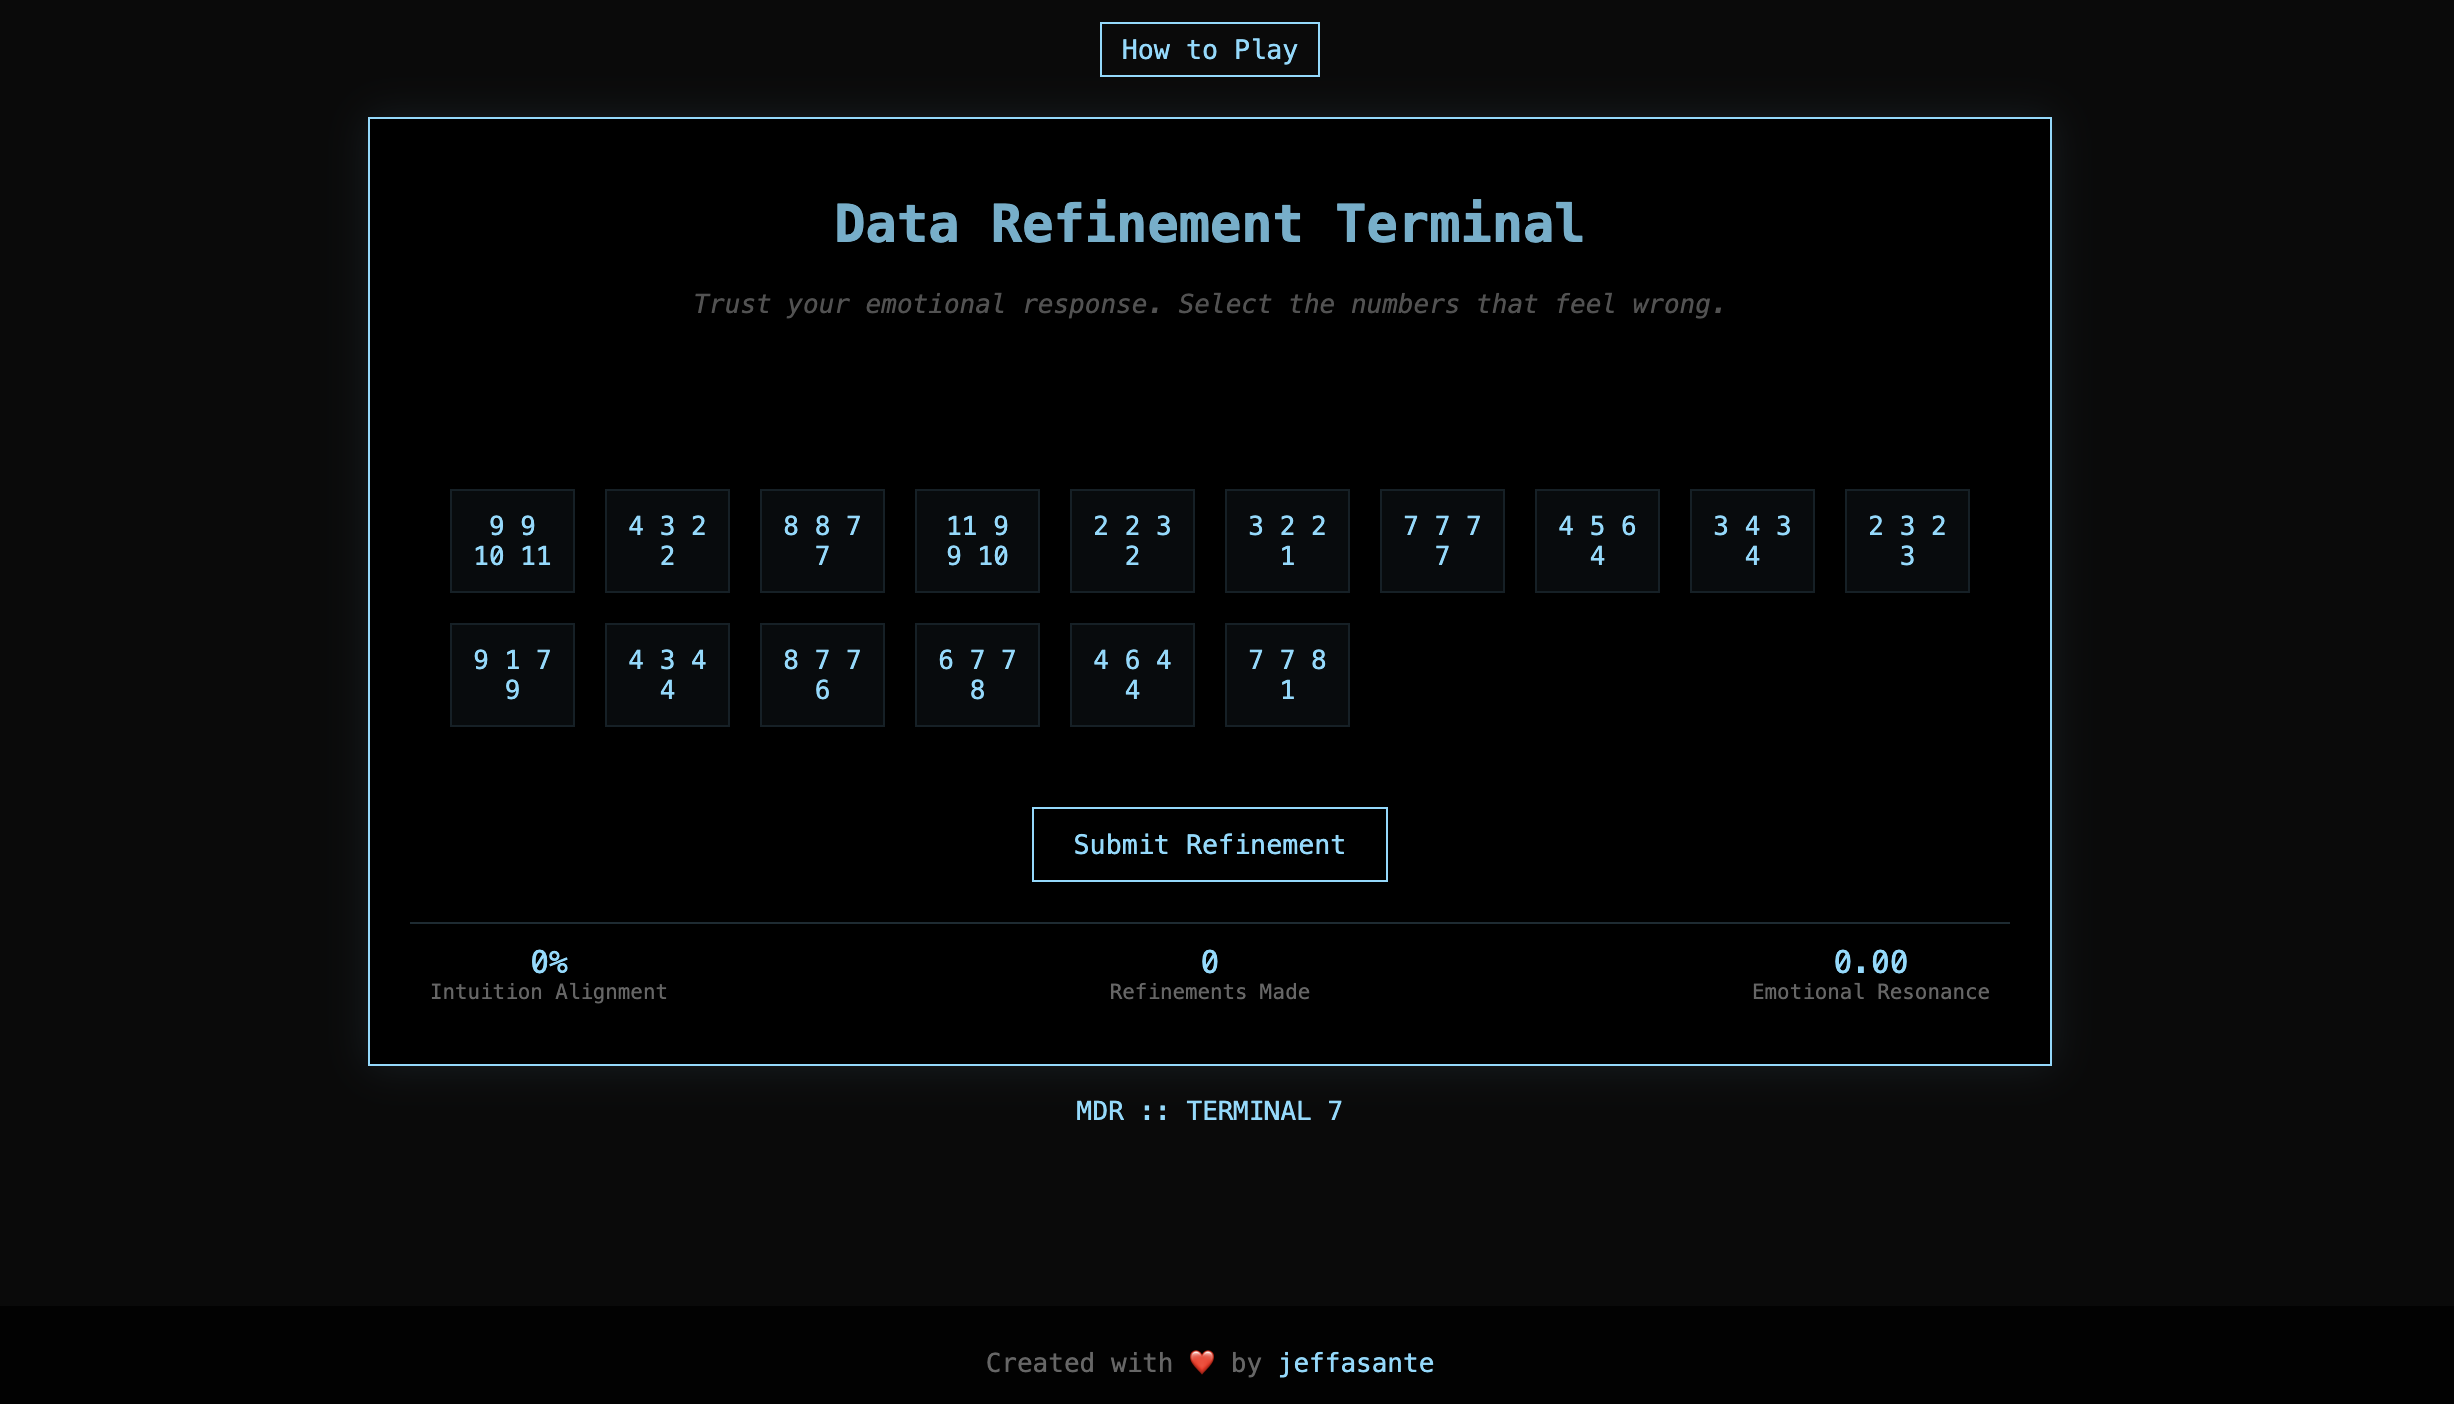 How to Play
Data Refinement Terminal
Trust your emotional response. Select the numbers that feel wrong.
9 9
10 11
4 3 2
2
8 8 7
7
11 9
9 10
2 2 3
2
3 2 2
1
7 7 7
7
4 5 6
4
3 4 3
4
2 3 2
3
9 1 7
9
4 3 4
4
8 7 7
6
6 7 7
8
4 6 4
4
7 7 8
1
Submit Refinement
0%
Intuition Alignment
0
Refinements Made
0.00
Emotional Resonance
MDR :: TERMINAL 7
Created with ❤️ by jeffasante